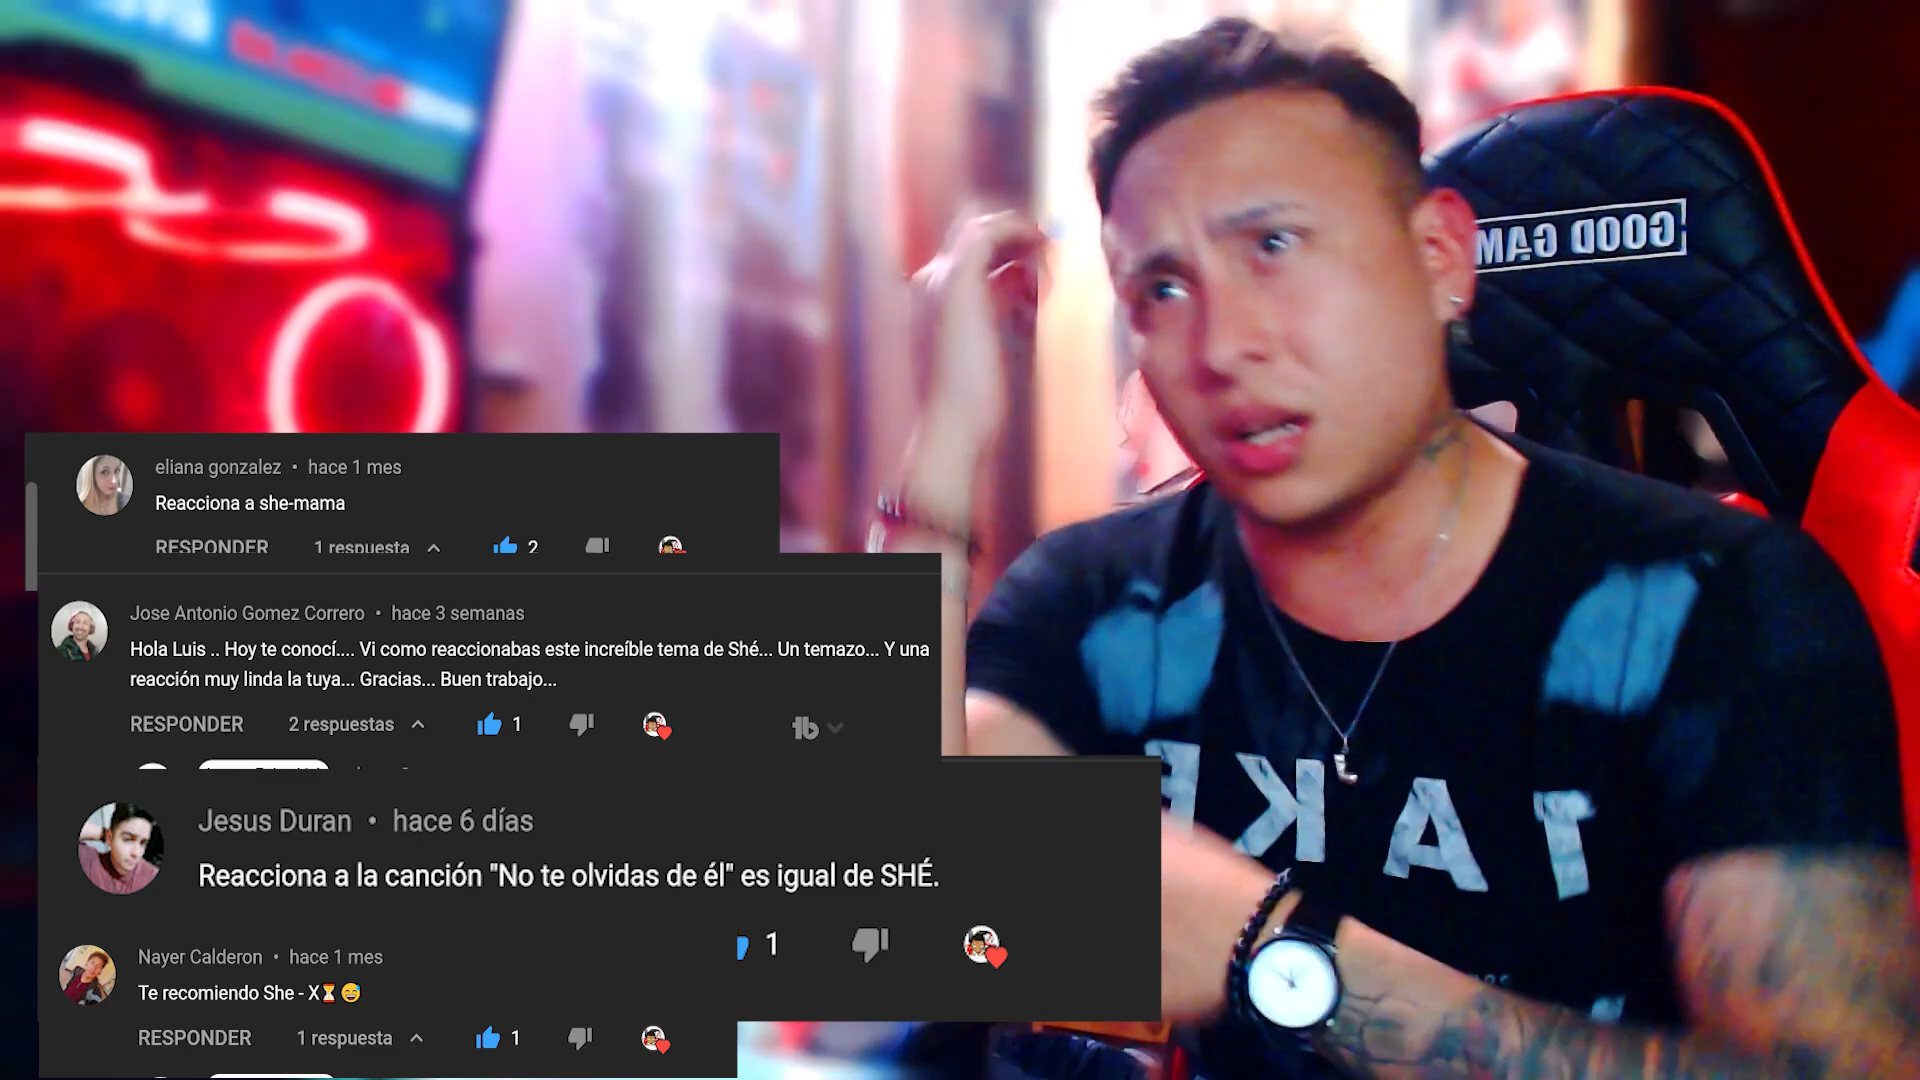 GOOD GAM
eliana gonzalez • hace 1 mes
Reacciona a she-mama
RESPONDER 1 respuesta 2
Jose Antonio Gomez Correro • hace 3 semanas
Hola Luis .. Hoy te conocí.... Vi como reaccionabas este increíble tema de Shé... Un temazo... Y una
reacción muy linda la tuya... Gracias... Buen trabajo...
RESPONDER 2 respuestas 1
TAKE
Jesus Duran • hace 6 días
Reacciona a la canción "No te olvidas de él" es igual de SHÉ.
1
Nayer Calderon • hace 1 mes
Te recomiendo She - X⏳😅
RESPONDER 1 respuesta 1